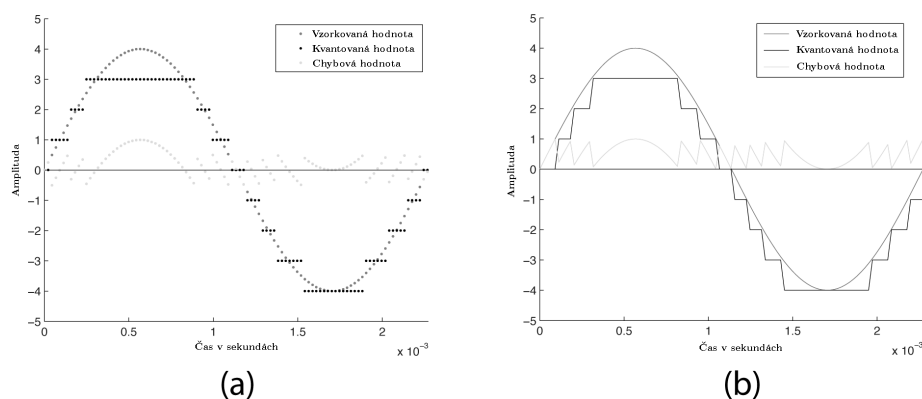 5
4
3
2
1
0
−1
−2
−3
−4
−5
Amplituda
Vzorkovaná hodnota
Kvantovaná hodnota
Chybová hodnota
0
0.5
1
1.5
2
x 10⁻³
Čas v sekundách
(a)
5
4
3
2
1
0
−1
−2
−3
−4
−5
Amplituda
Vzorkovaná hodnota
Kvantovaná hodnota
Chybová hodnota
0
0.5
1
1.5
2
x 10⁻³
Čas v sekundách
(b)